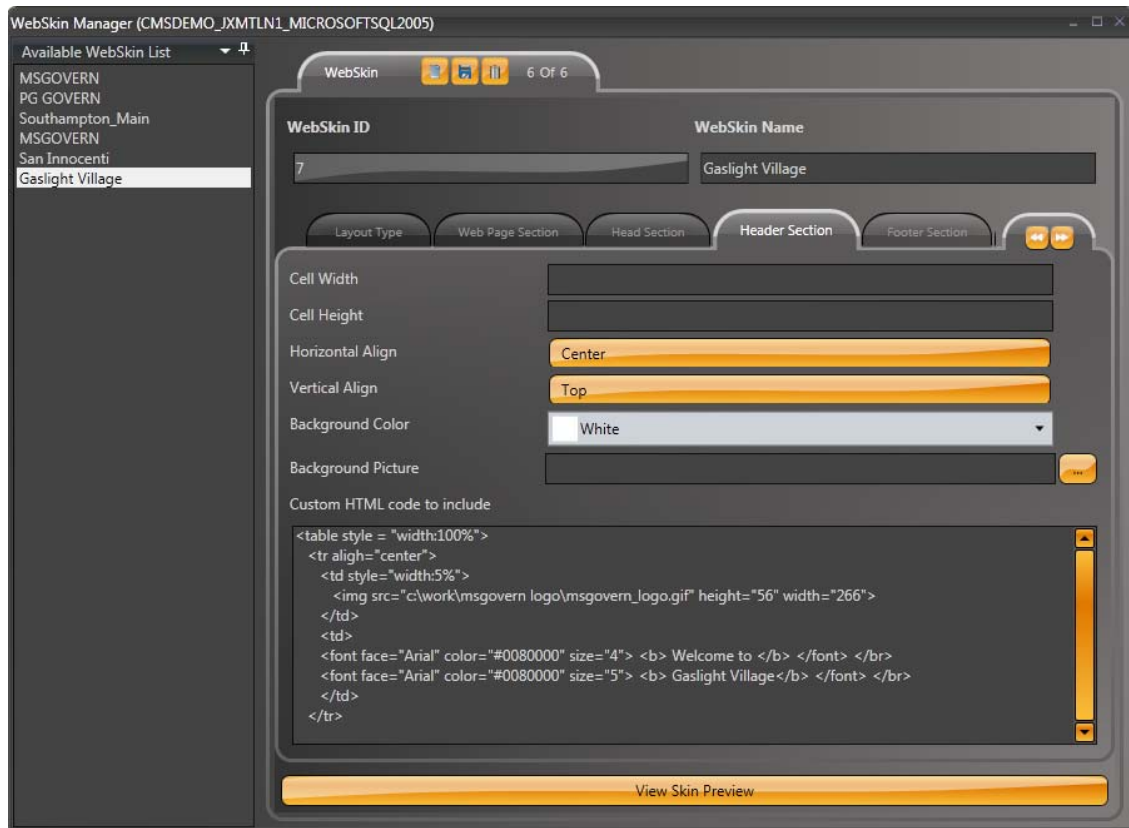 WebSkin Manager (CMSDEMO_JXMTLN1_MICROSOFTSQL2005)
Available WebSkin List
MSGOVERN
PG GOVERN
Southampton_Main
MSGOVERN
San Innocenti
Gaslight Village
WebSkin 6 Of 6
WebSkin ID WebSkin Name
7 Gaslight Village
Layout Type Web Page Section Head Section Header Section Footer Section
Cell Width
Cell Height
Horizontal Align Center
Vertical Align Top
Background Color White
Background Picture ...
Custom HTML code to include
<table style = "width:100%">
<tr aligh="center">
<td style="width:5%">
<img src="c:\work\msgovern logo\msgovern_logo.gif" height="56" width="266">
</td>
<td>
<font face="Arial" color="#0080000" size="4"> <b> Welcome to </b> </font> </br>
<font face="Arial" color="#0080000" size="5"> <b> Gaslight Village</b> </font> </br>
</td>
</tr>
View Skin Preview